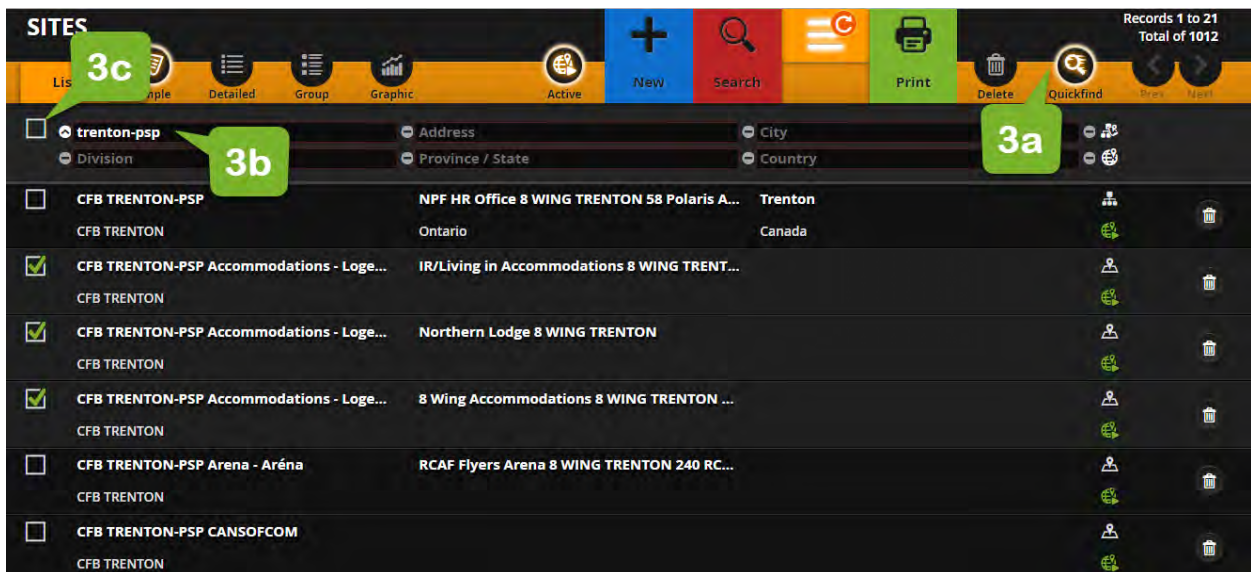 SITES
Records 1 to 21
Total of 1012
3c
Detailed
Group
Graphic
Active
New
Search
Print
Delete
Quickfind
Prev
Next
3a
trenton-psp
Address
City
3b
Division
Province / State
Country
CFB TRENTON-PSP NPF HR Office 8 WING TRENTON 58 Polaris A... Trenton
CFB TRENTON Ontario Canada
CFB TRENTON-PSP Accommodations - Loge... IR/Living in Accommodations 8 WING TRENT...
CFB TRENTON
CFB TRENTON-PSP Accommodations - Loge... Northern Lodge 8 WING TRENTON
CFB TRENTON
CFB TRENTON-PSP Accommodations - Loge... 8 Wing Accommodations 8 WING TRENTON ...
CFB TRENTON
CFB TRENTON-PSP Arena - Aréna RCAF Flyers Arena 8 WING TRENTON 240 RC...
CFB TRENTON
CFB TRENTON-PSP CANSOFCOM
CFB TRENTON